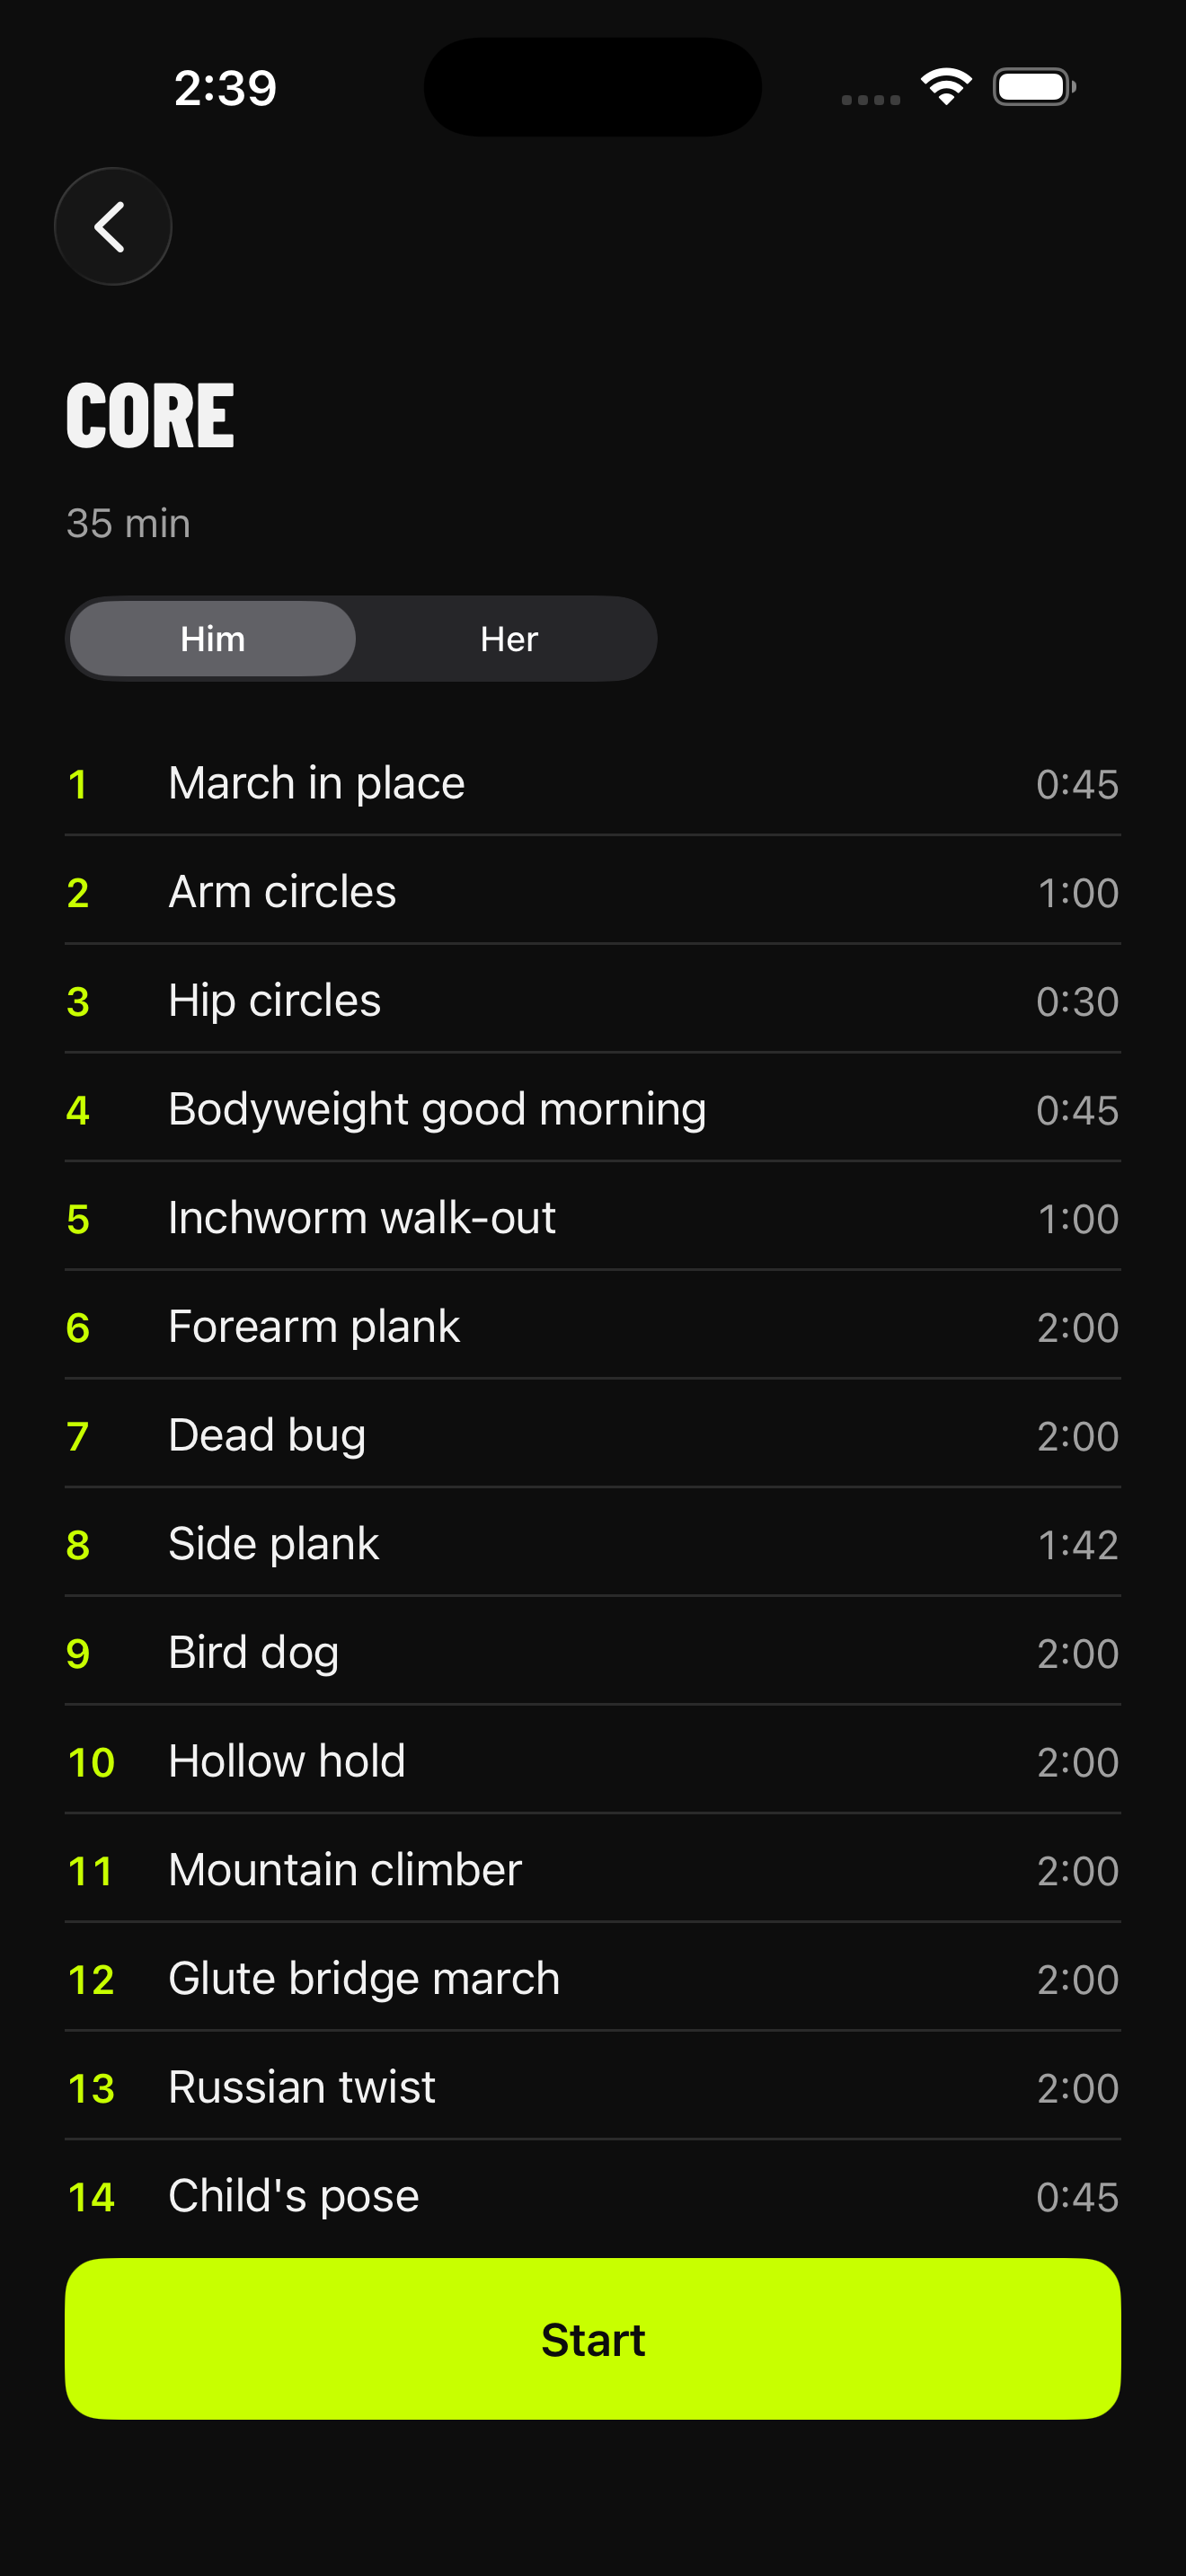 2:39
CORE
35 min
Him Her
1 March in place 0:45
2 Arm circles 1:00
3 Hip circles 0:30
4 Bodyweight good morning 0:45
5 Inchworm walk-out 1:00
6 Forearm plank 2:00
7 Dead bug 2:00
8 Side plank 1:42
9 Bird dog 2:00
10 Hollow hold 2:00
11 Mountain climber 2:00
12 Glute bridge march 2:00
13 Russian twist 2:00
14 Child's pose 0:45
Start